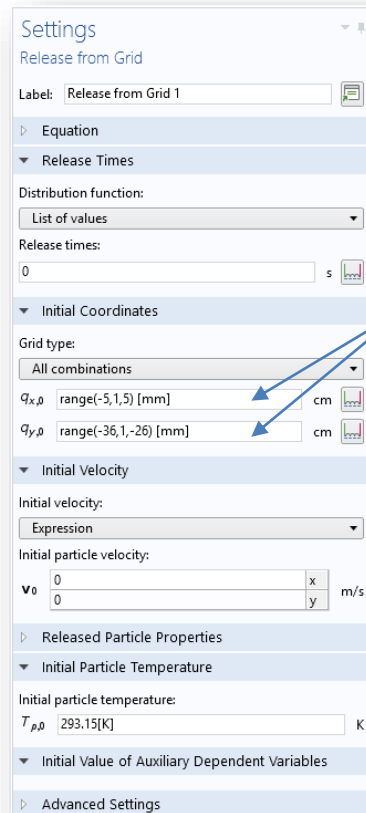 Settings
Release from Grid
Label: Release from Grid 1
Equation
Release Times
Distribution function:
List of values
Release times:
0 s
Initial Coordinates
Grid type:
All combinations
qx,0 range(-5,1,5) [mm] cm
qy,0 range(-36,1,-26) [mm] cm
Initial Velocity
Initial velocity:
Expression
Initial particle velocity:
v0 0 x m/s
0 y
Released Particle Properties
Initial Particle Temperature
Initial particle temperature:
Tp,0 293.15[K] K
Initial Value of Auxiliary Dependent Variables
Advanced Settings